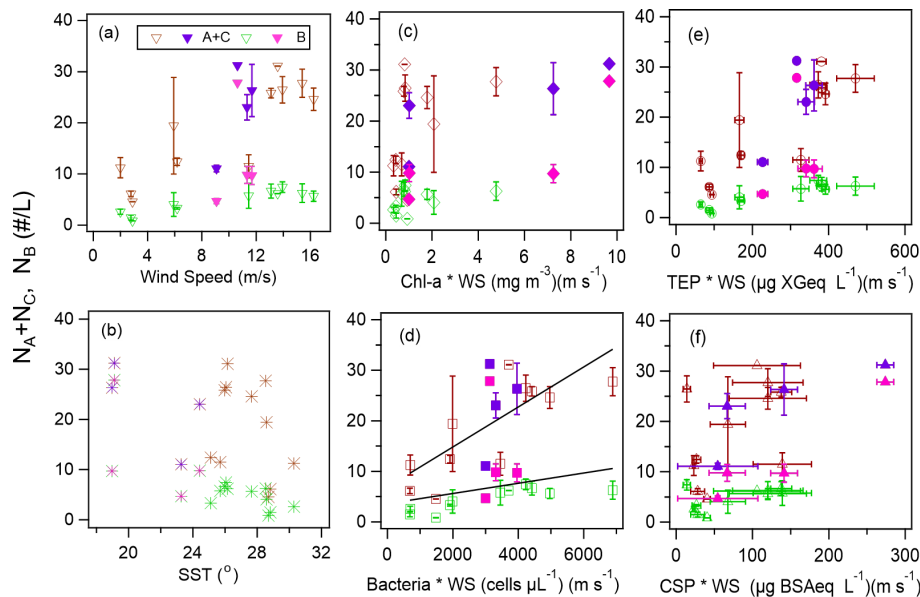 N_A+N_C, N_B (#/L)
(a)
A+C
B
40
30
20
10
0
0 4 8 12 16
Wind Speed (m/s)
(b)
40
30
20
10
0
20 24 28
SST (°)
(c)
40
30
20
10
0
0 2 4 6 8 10
Chl-a * WS (mg m⁻³)(m s⁻¹)
(d)
40
30
20
10
0
0 2000 4000 6000
Bacteria * WS (cells µL⁻¹) (m s⁻¹)
(e)
40
30
20
10
0
0 200 400 600
TEP * WS (µg XGeq L⁻¹)(m s⁻¹)
(f)
40
30
20
10
0
0 100 200 300
CSP * WS (µg BSAeq L⁻¹)(m s⁻¹)